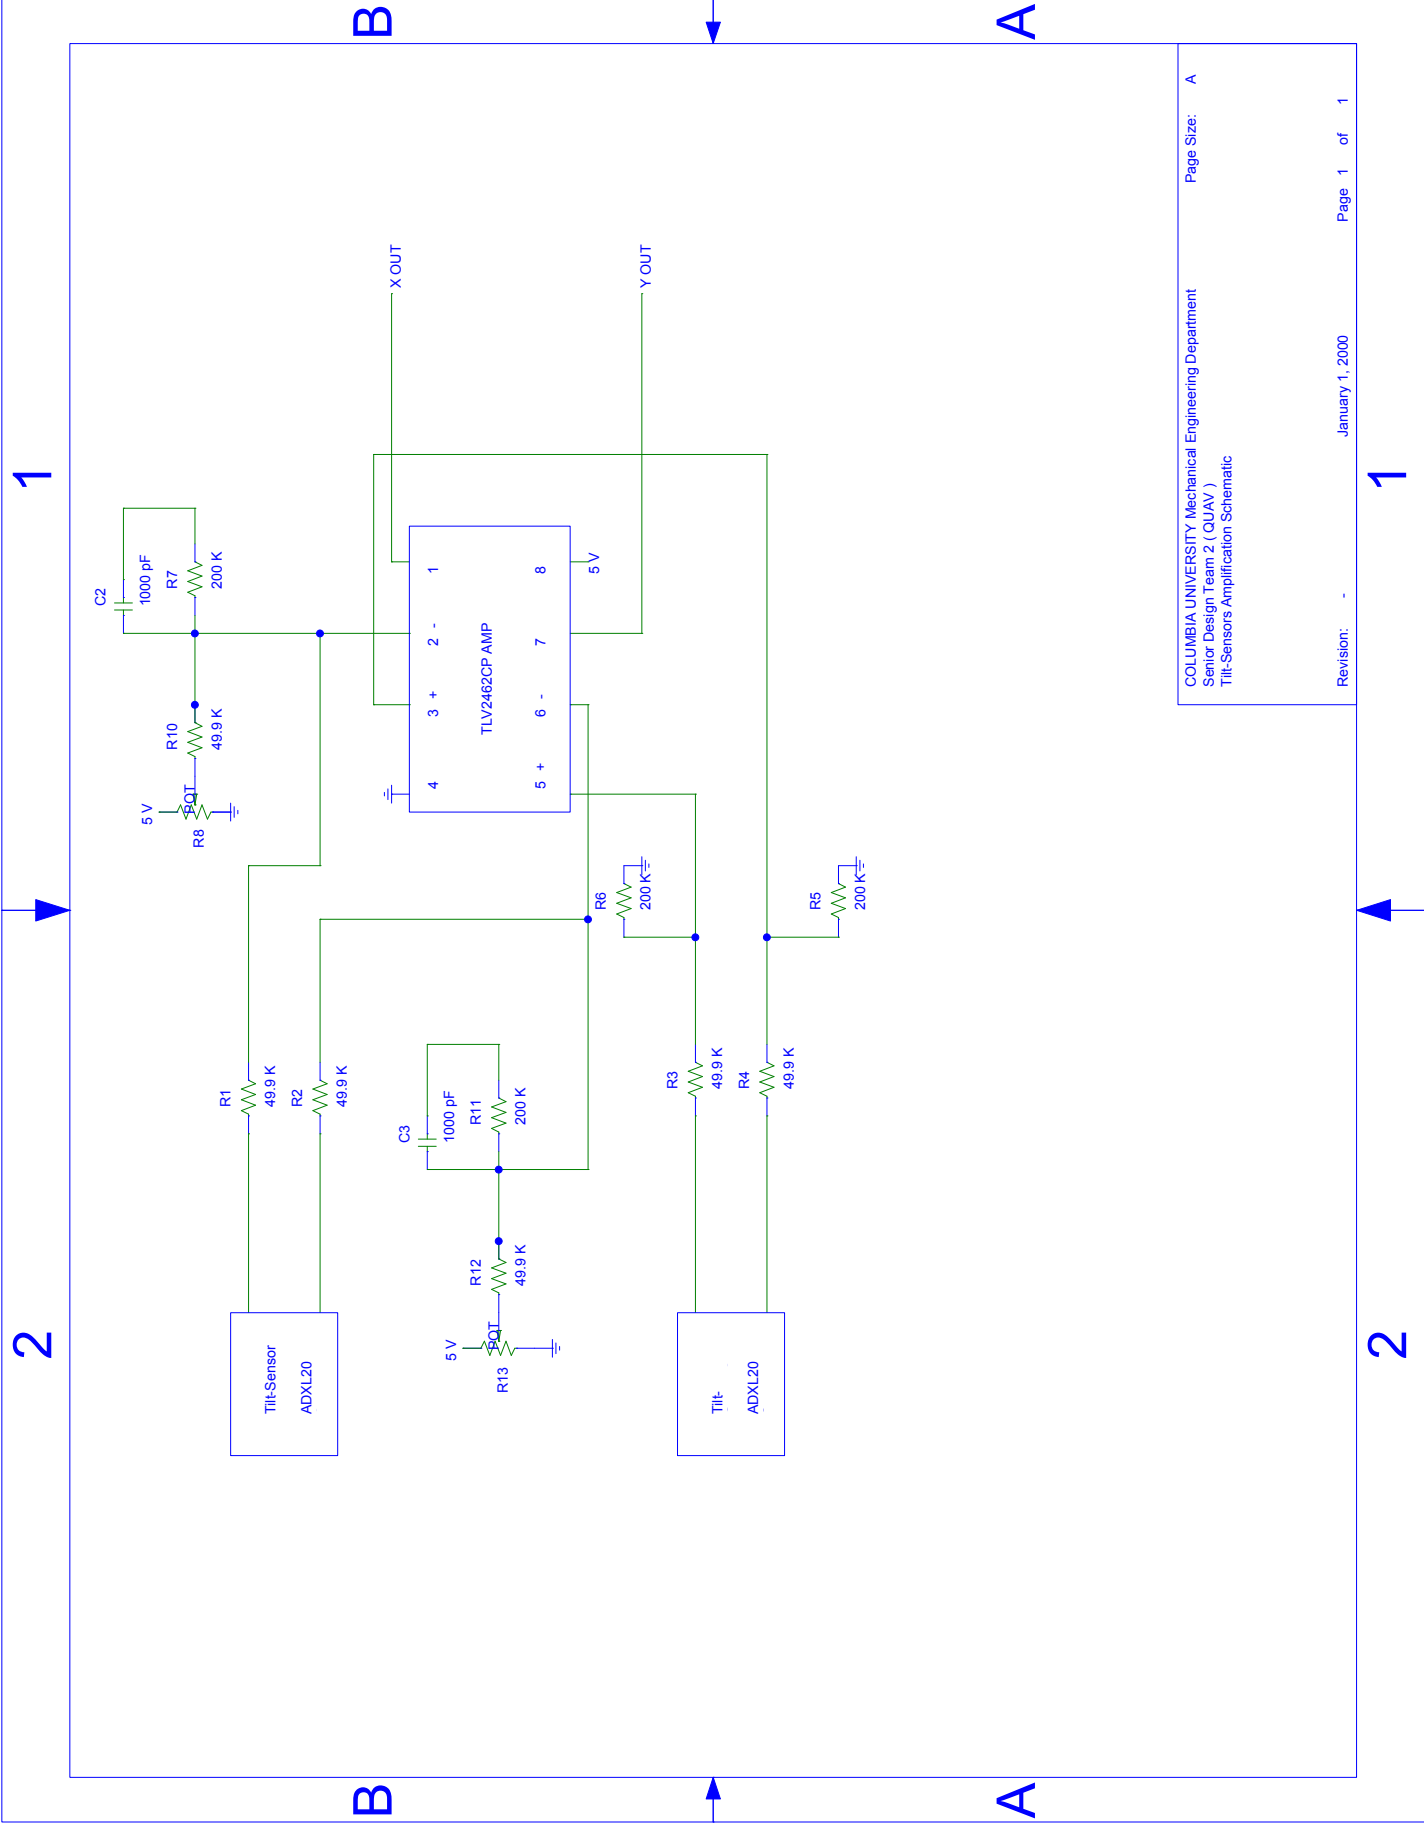 2
1
B
B
A
A
2
1
C2
1000 pF
R7
200 K
R10
49.9 K
5 V
POT
R8
R1
49.9 K
R2
49.9 K
Tilt-Sensor
ADXL20
X OUT
4
3 +
2 -
1
TLV2462CP AMP
5 +
6 -
7
8
5 V
Y OUT
C3
1000 pF
R11
200 K
R12
49.9 K
5 V
POT
R13
R6
200 K
R3
49.9 K
R4
49.9 K
R5
200 K
Tilt-
ADXL20
COLUMBIA UNIVERSITY Mechanical Engineering Department
Senior Design Team 2 ( QUAV )
Tilt-Sensors Amplification Schematic
Page Size: A
Revision: - January 1, 2000 Page 1 of 1